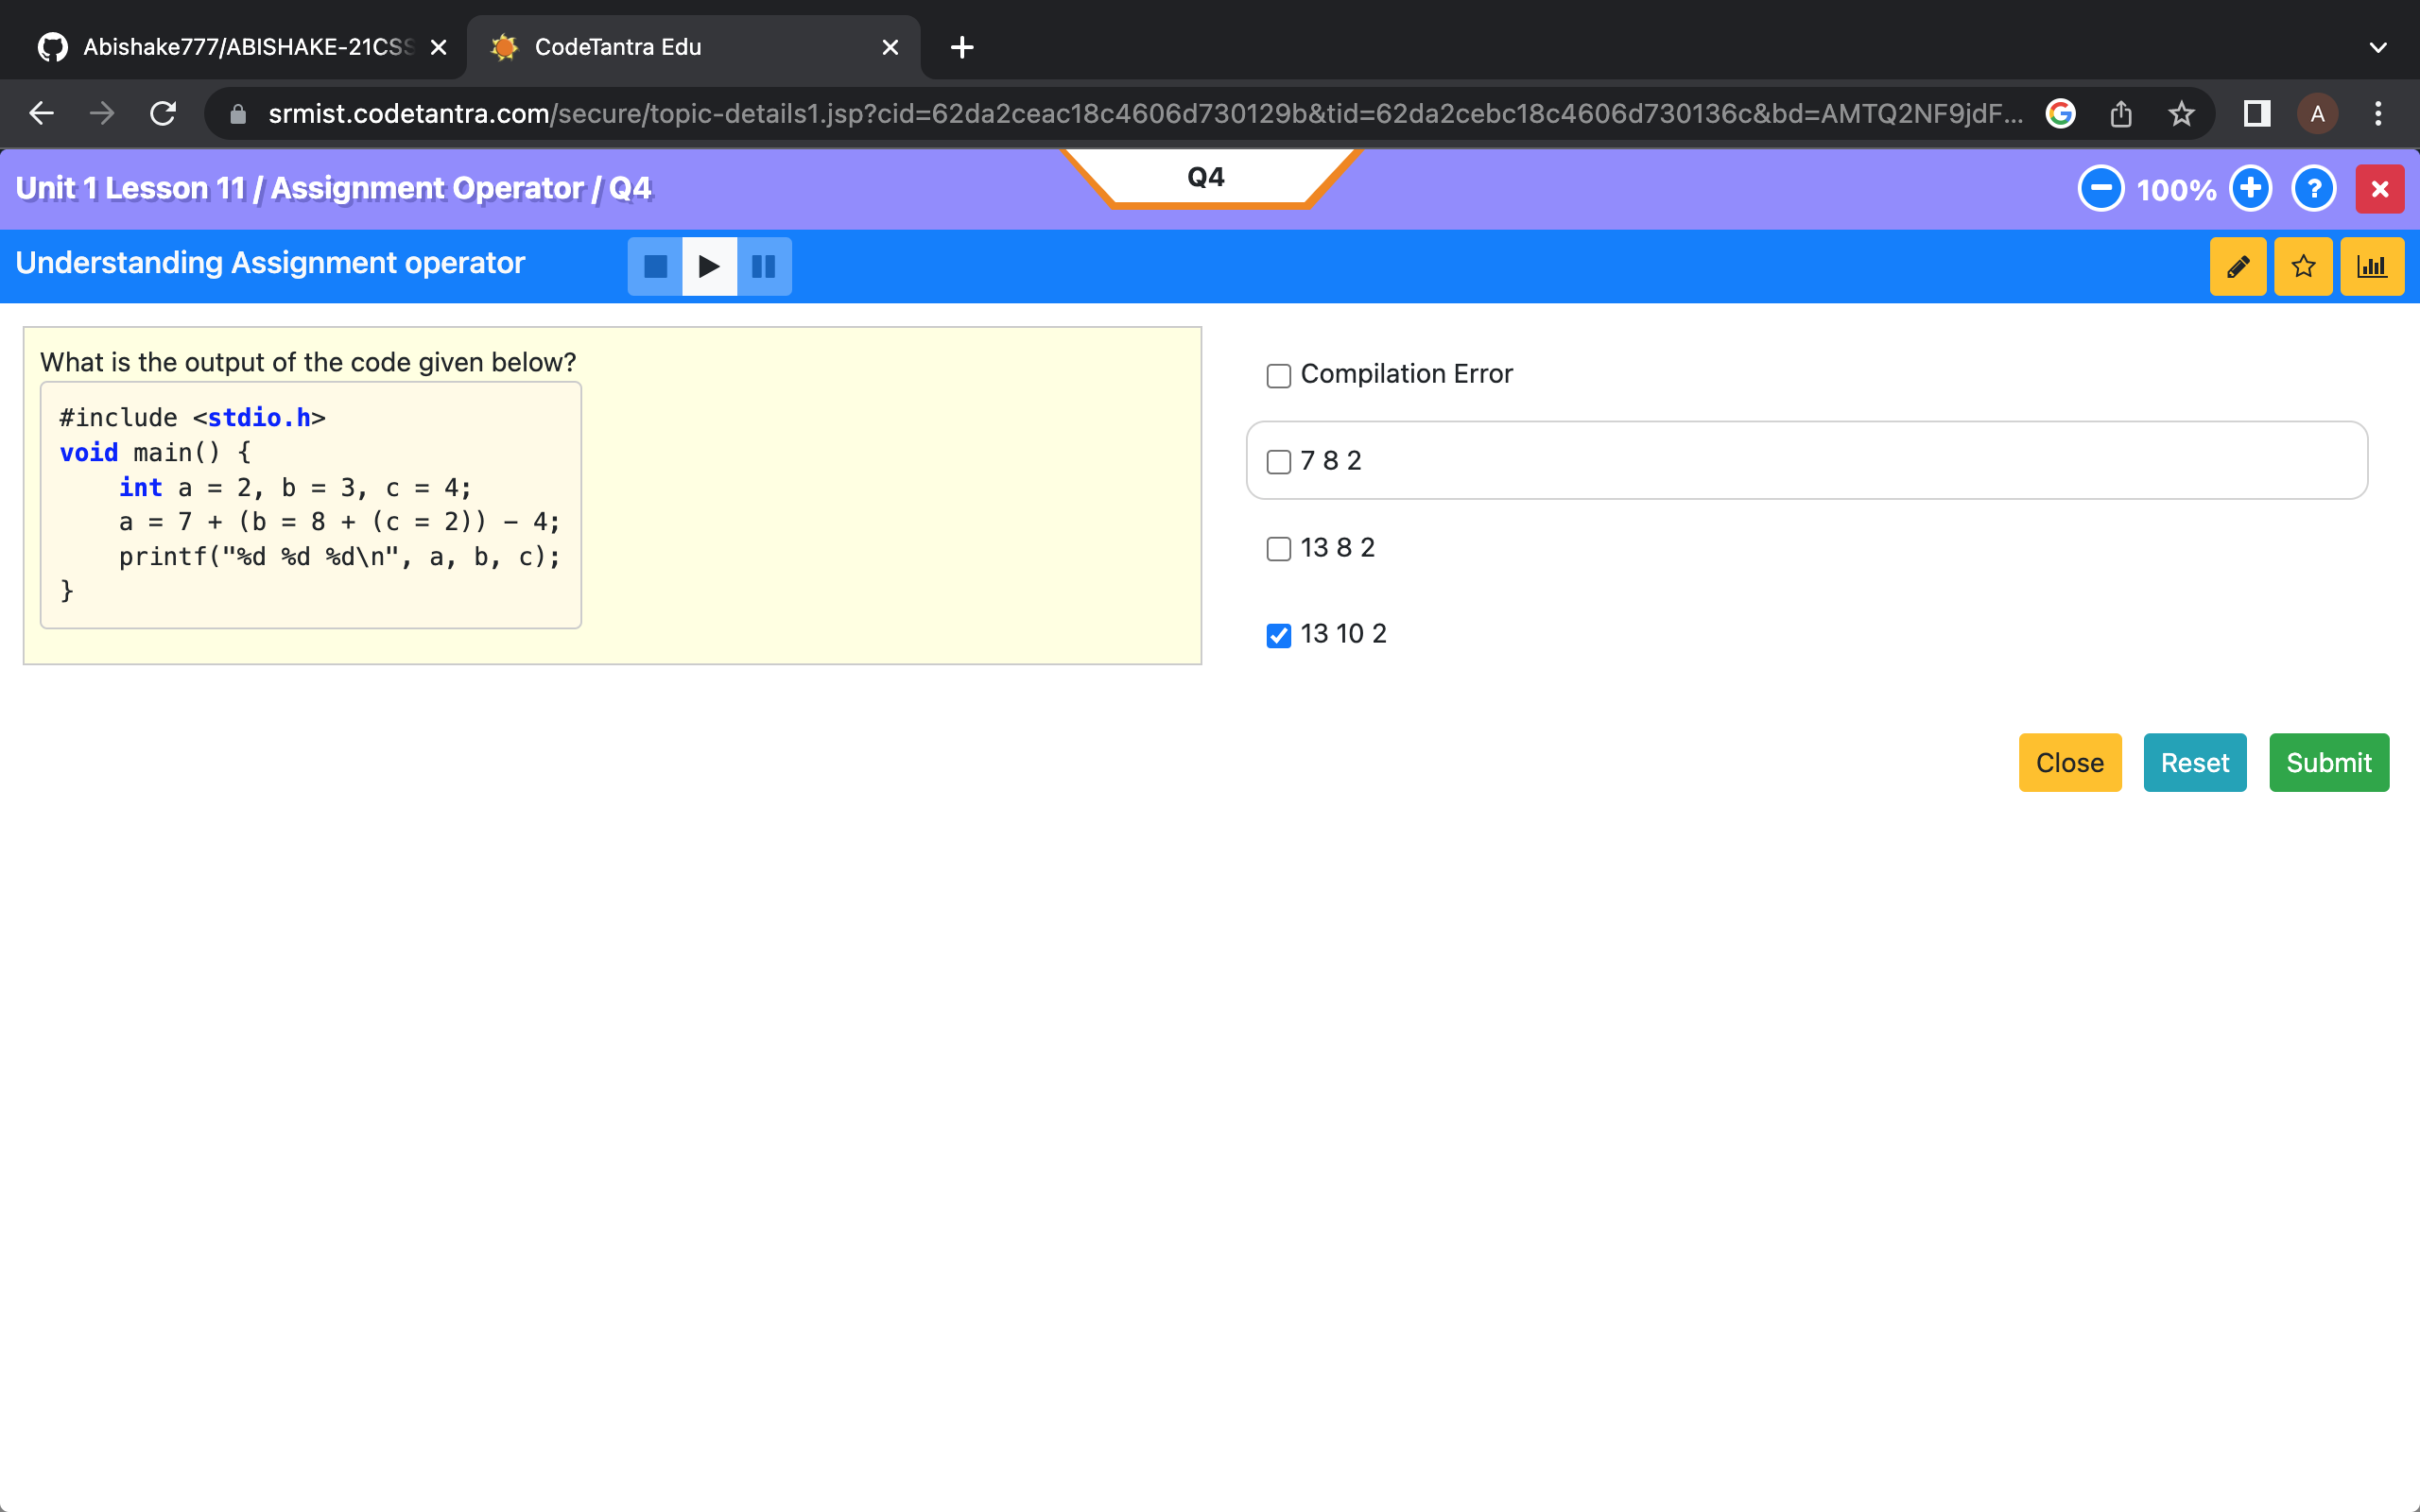 Abishake777/ABISHAKE-21CSS
CodeTantra Edu
srmist.codetantra.com/secure/topic-details1.jsp?cid=62da2ceac18c4606d730129b&tid=62da2cebc18c4606d730136c&bd=AMTQ2NF9jdF...
A
Unit 1 Lesson 11 / Assignment Operator / Q4
Q4
100%
?
Understanding Assignment operator
What is the output of the code given below?
#include <stdio.h>
void main() {
    int a = 2, b = 3, c = 4;
    a = 7 + (b = 8 + (c = 2)) - 4;
    printf("%d %d %d\n", a, b, c);
}
Compilation Error
7 8 2
13 8 2
13 10 2
Close
Reset
Submit